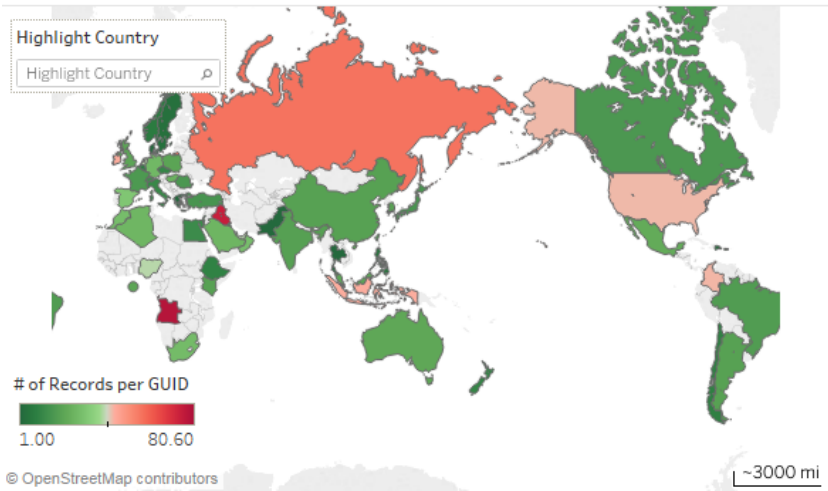 Highlight Country
Highlight Country
# of Records per GUID
1.00 80.60
© OpenStreetMap contributors
~3000 mi